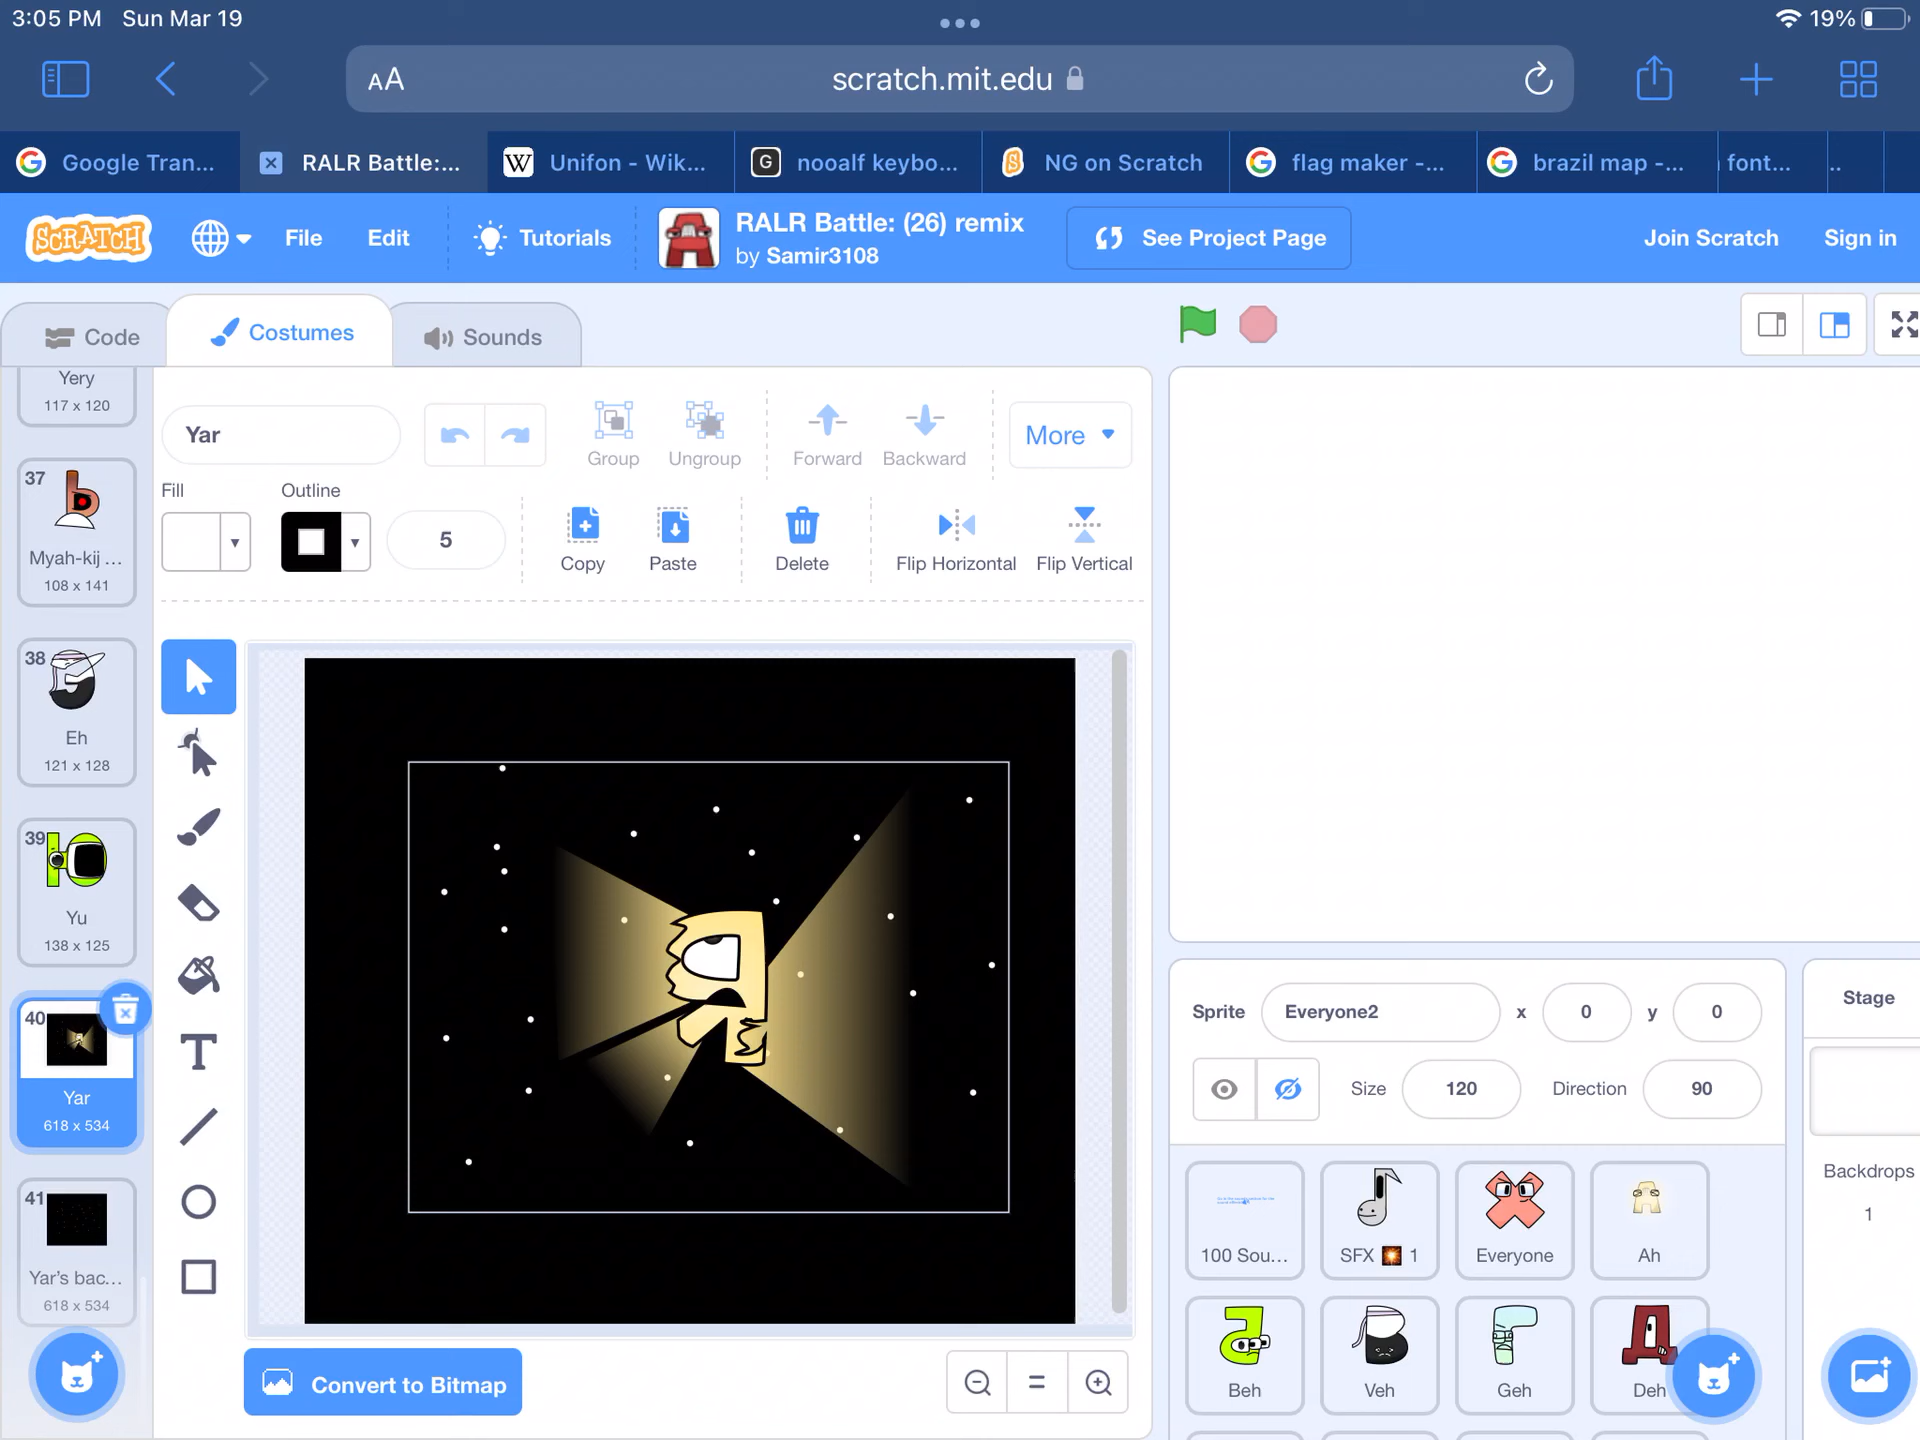 3:05 PM Sun Mar 19
19%
AA
scratch.mit.edu
Google Tran...
RALR Battle:...
Unifon - Wik...
nooalf keybo...
NG on Scratch
flag maker -...
brazil map -...
font...
..
SCRATCH
File
Edit
Tutorials
RALR Battle: (26) remix
by Samir3108
See Project Page
Join Scratch
Sign in
Code
Costumes
Sounds
Yery
117 x 120
37
Myah-kij ...
108 x 141
38
Eh
121 x 128
39
Yu
138 x 125
40
Yar
618 x 534
41
Yar's bac...
618 x 534
Yar
Group
Ungroup
Forward
Backward
More
Fill
Outline
5
Copy
Paste
Delete
Flip Horizontal
Flip Vertical
Convert to Bitmap
=
Sprite
Everyone2
x
0
y
0
Size
120
Direction
90
100 Sou...
SFX 💥 1
Everyone
Ah
Beh
Veh
Geh
Deh
Stage
Backdrops
1